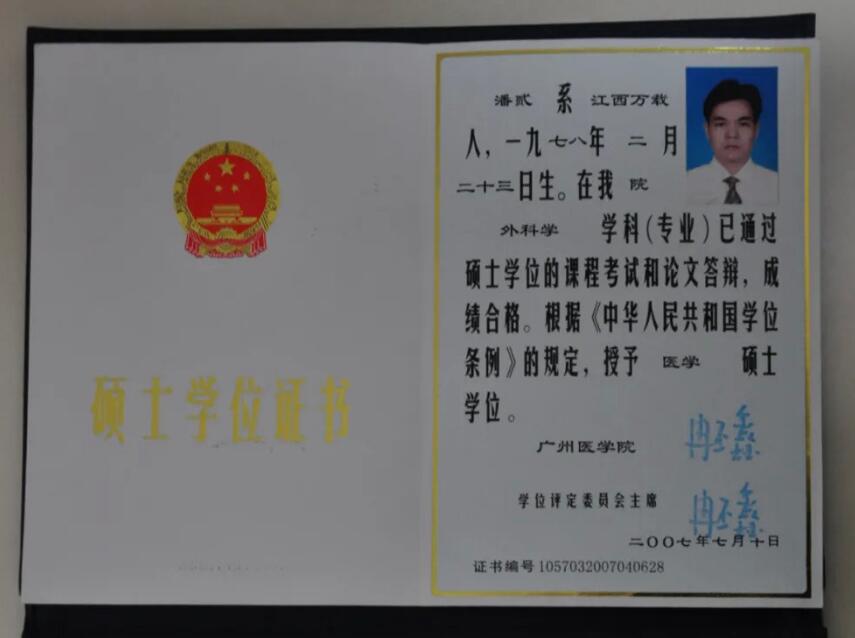 硕士学位证书
潘贰 系 江西万载
人，一九七八年 二 月
二十三日生。在我 院
外科学 学科（专业）已通过
硕士学位的课程考试和论文答辩，成
绩合格。根据《中华人民共和国学位
条例》的规定，授予 医学 硕士
学位。
广州医学院
学位评定委员会主席
二〇〇七年七月十日
证书编号 1057032007040628